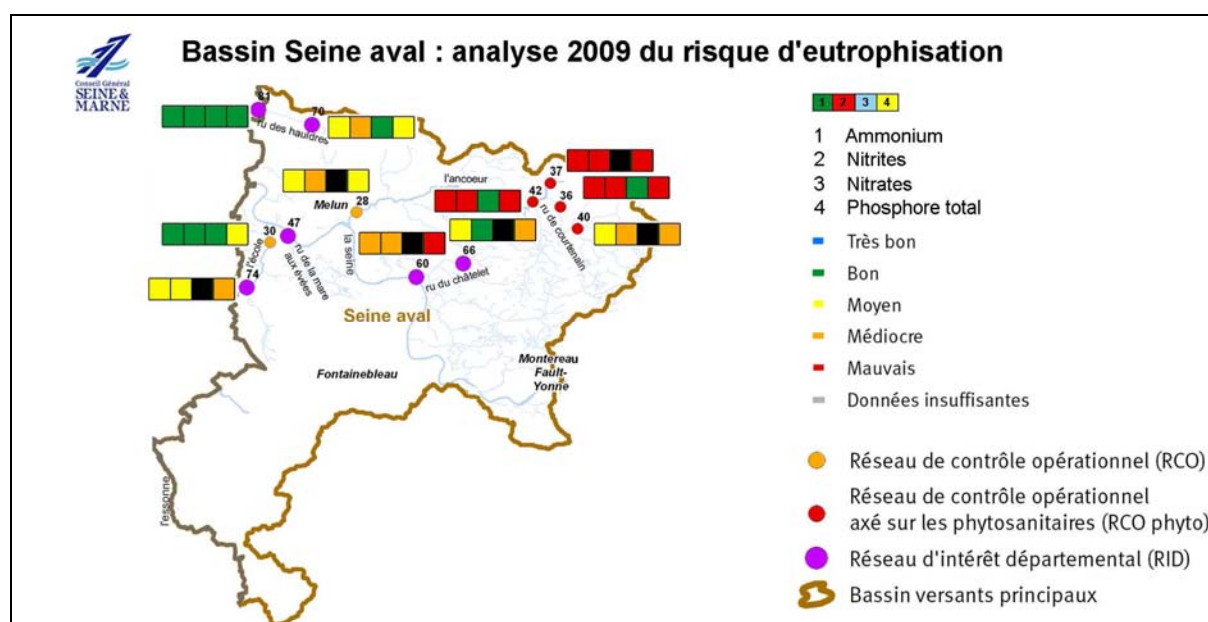 Conseil Général
SEINE &
MARNE
Bassin Seine aval : analyse 2009 du risque d'eutrophisation
81
70
ru des hauldres
37
l'ancoeur
42
36
Melun
28
ru de courtenain
40
30
47
l'école
ru de la mare
aux évées
la seine
66
60
ru du châtelet
74
Seine aval
Fontainebleau
Montereau
Fault-
Yonne
l'essonne
1 2 3 4
1 Ammonium
2 Nitrites
3 Nitrates
4 Phosphore total
Très bon
Bon
Moyen
Médiocre
Mauvais
Données insuffisantes
Réseau de contrôle opérationnel (RCO)
Réseau de contrôle opérationnel
axé sur les phytosanitaires (RCO phyto)
Réseau d'intérêt départemental (RID)
Bassin versants principaux